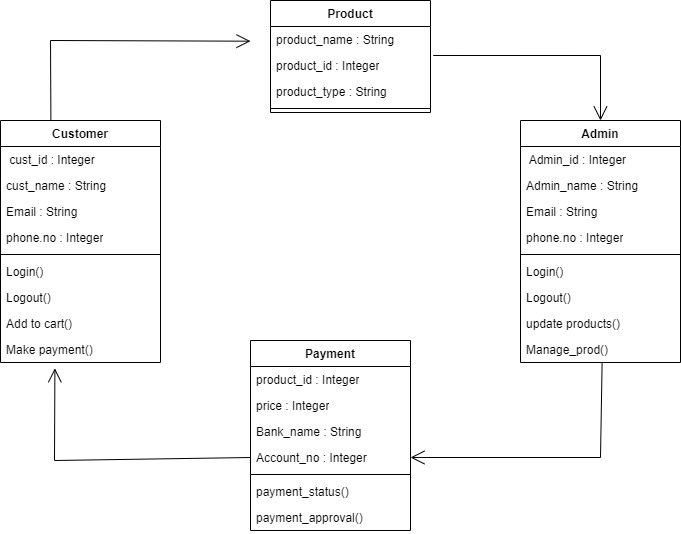 Product
product_name : String
product_id : Integer
product_type : String
Customer
cust_id : Integer
cust_name : String
Email : String
phone.no : Integer
Login()
Logout()
Add to cart()
Make payment()
Admin
Admin_id : Integer
Admin_name : String
Email : String
phone.no : Integer
Login()
Logout()
update products()
Manage_prod()
Payment
product_id : Integer
price : Integer
Bank_name : String
Account_no : Integer
payment_status()
payment_approval()